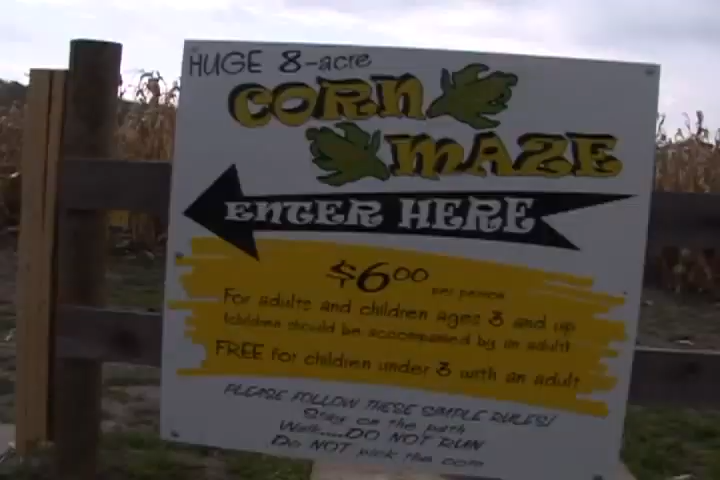 HUGE 8-acre
CORN
MAZE
ENTER HERE
$6.00 per person
For adults and children ages 3 and up
(children should be accompanied by an adult)
FREE for children under 3 with an adult
PLEASE FOLLOW THESE SIMPLE RULES!
Stay on the path
Walk....DO NOT RUN
Do NOT pick the corn